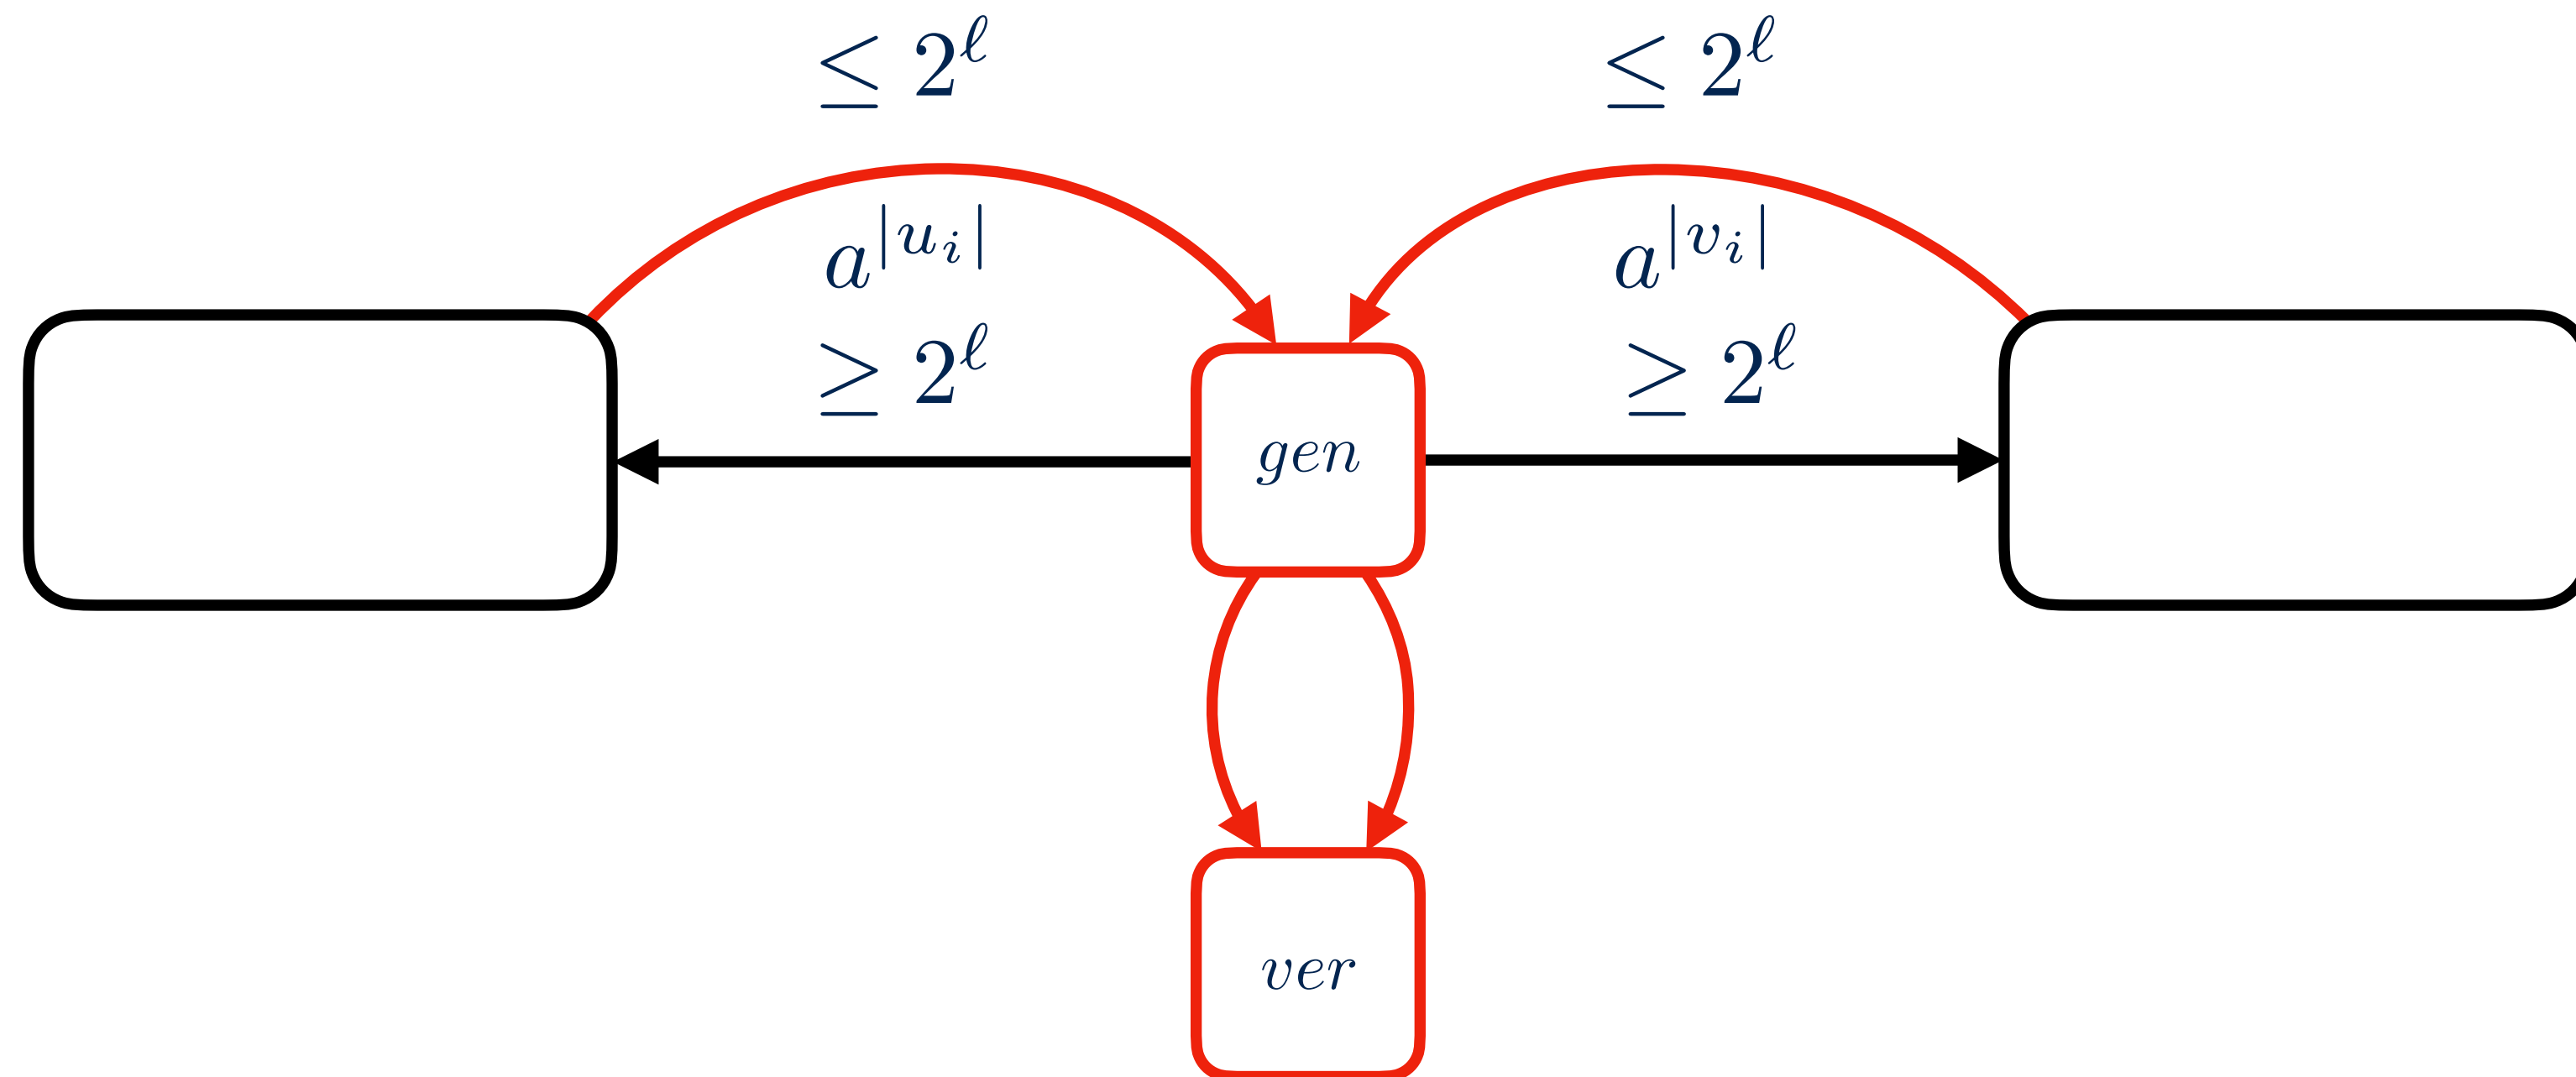 ≤ 2^ℓ ≤ 2^ℓ
a^{|u_i|} a^{|v_i|}
≥ 2^ℓ ≥ 2^ℓ
gen
ver